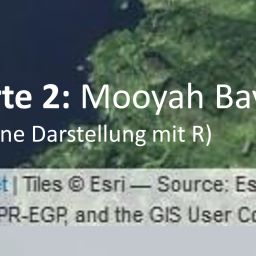 rte 2: Mooyah Bay
ne Darstellung mit R)
t | Tiles © Esri — Source: Es
PR-EGP, and the GIS User Co